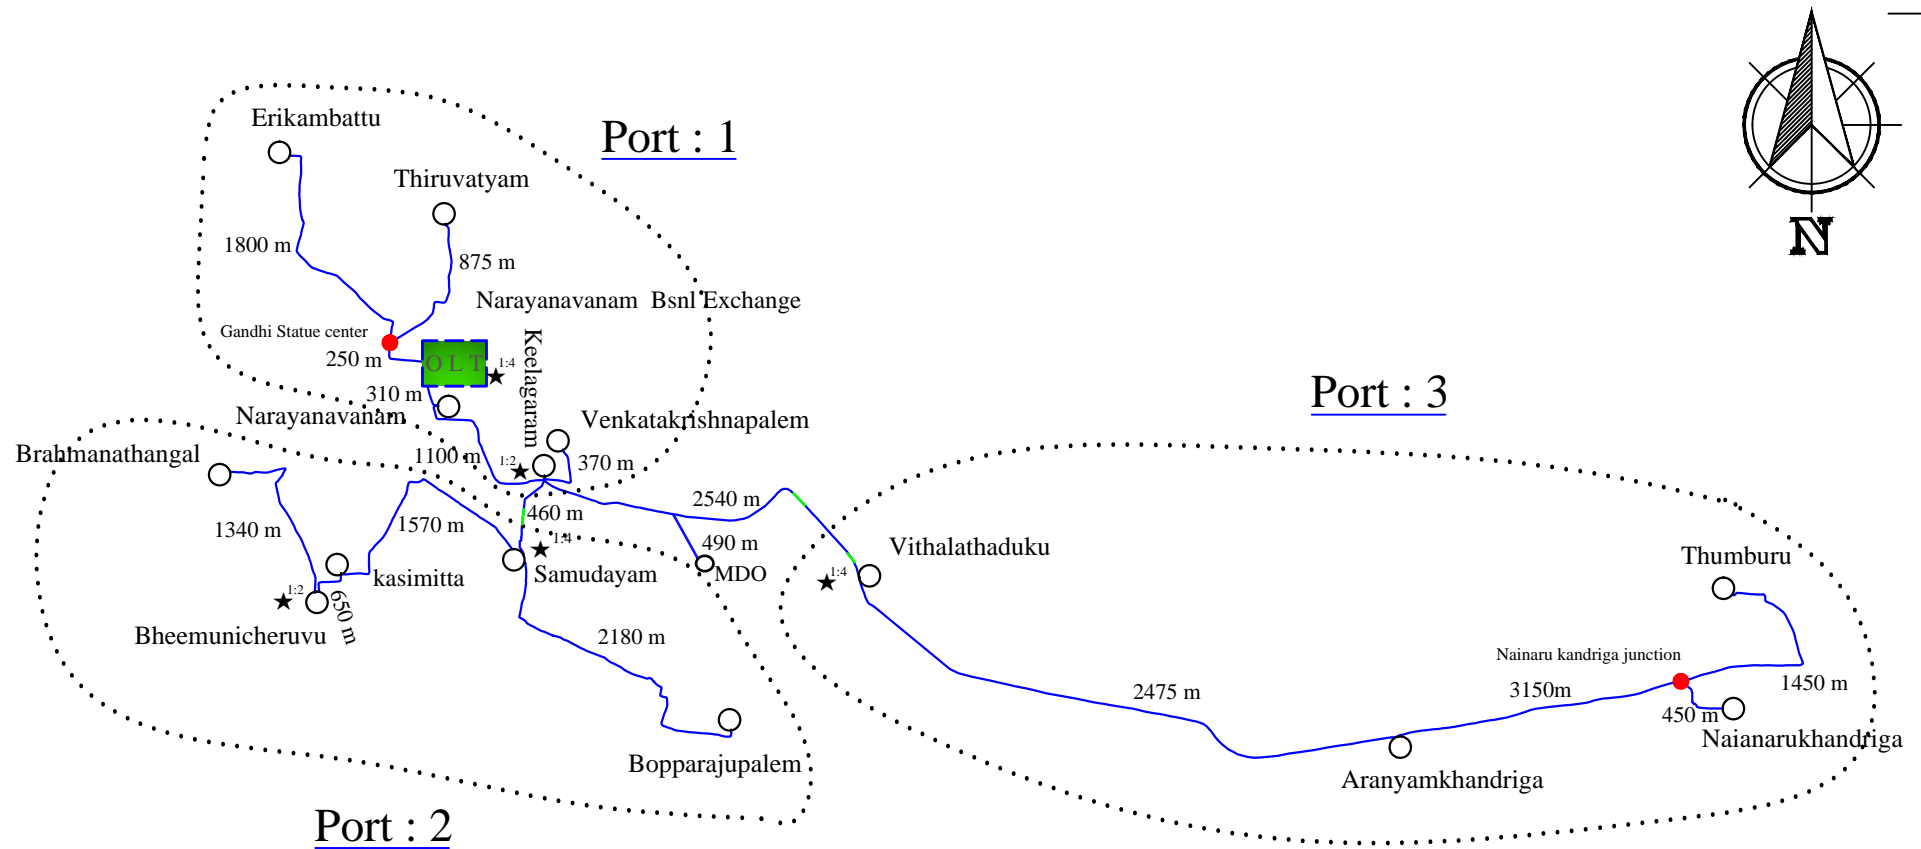 Erikambattu
Port : 1
Thiruvatyam
N
1800 m
875 m
Narayanavanam Bsnl Exchange
Gandhi Statue center
250 m
O L T
1:4
Keelagaram
310 m
Narayanavanam
Port : 3
Venkatakrishnapalem
Brahmanathangal
1100 m
1:2
370 m
2540 m
460 m
1340 m
1570 m
1:4
490 m
Vithalathaduku
Thumburu
kasimitta
Samudayam
MDO
1:4
1:2
650 m
Bheemunicheruvu
2180 m
Nainaru kandriga junction
2475 m
3150m
1450 m
450 m
Naianarukhandriga
Bopparajupalem
Aranyamkhandriga
Port : 2